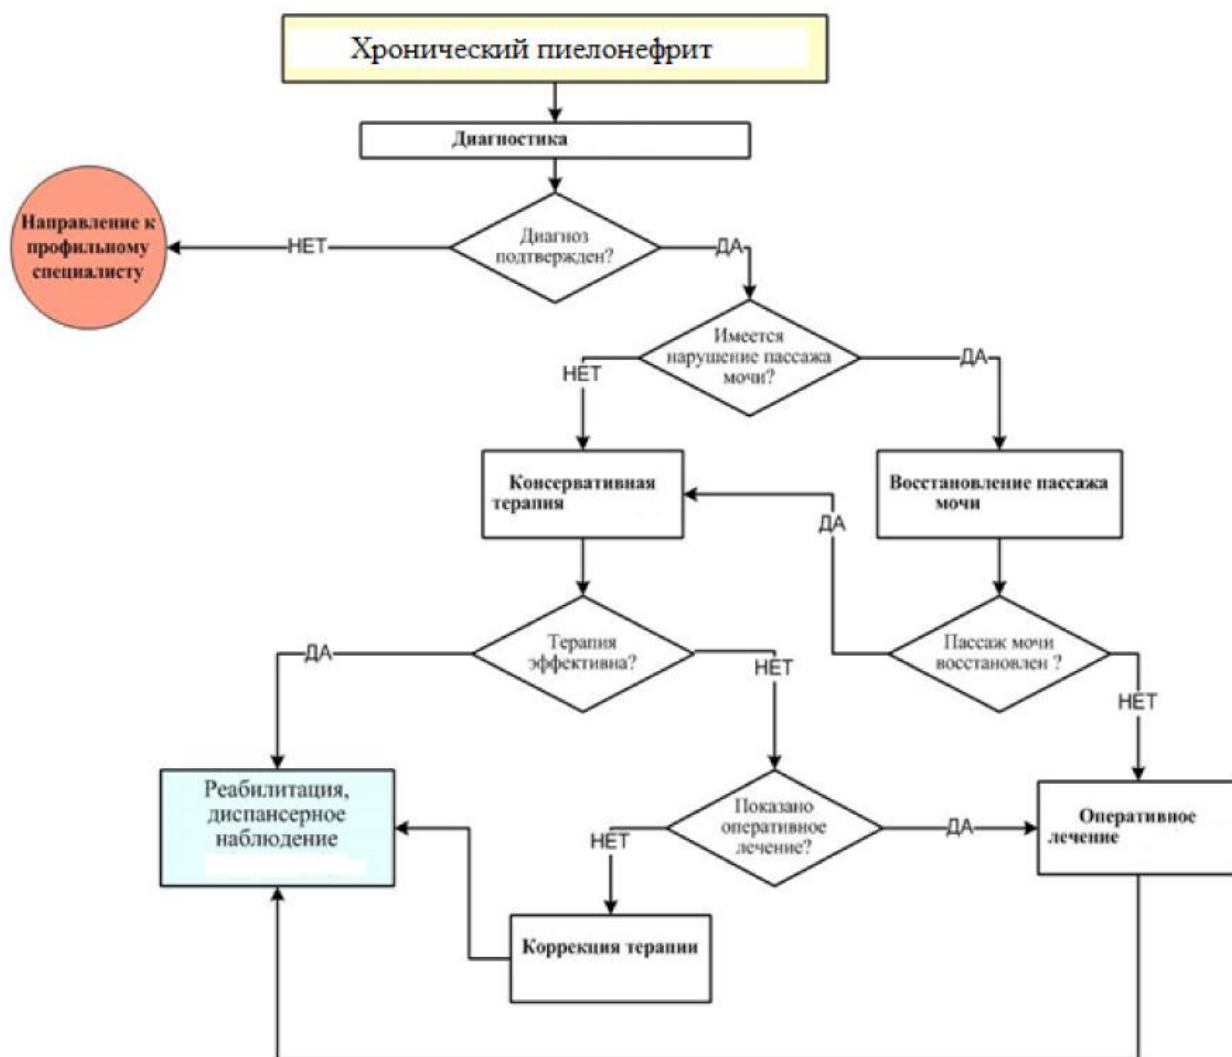 Хронический пиелонефрит
Диагностика
Направление к
профильному
специалисту
НЕТ
Диагноз
подтвержден?
ДА
Имеется
нарушение пассажа
мочи?
НЕТ
ДА
Консервативная
терапия
Восстановление пассажа
мочи
ДА
Терапия
эффективна?
ДА
НЕТ
Пассаж мочи
восстановлен ?
НЕТ
Реабилитация,
диспансерное
наблюдение
Показано
оперативное
лечение?
НЕТ
ДА
Оперативное
лечение
Коррекция терапии